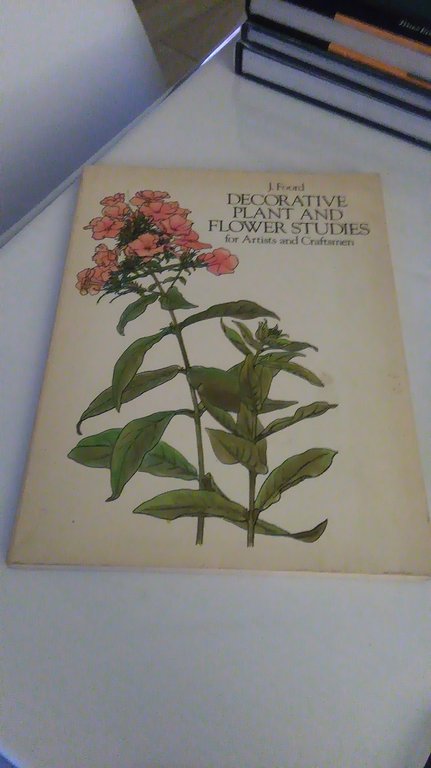 J. Foord
DECORATIVE
PLANT AND
FLOWER STUDIES
for Artists and Craftsmen